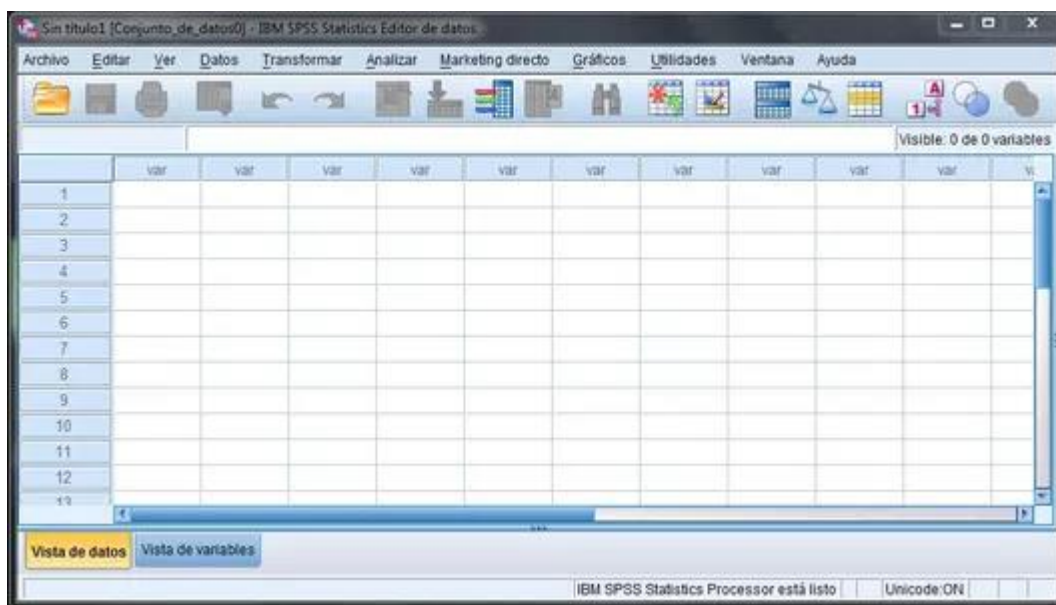 Sin título1 [Conjunto_de_datos0] - IBM SPSS Statistics Editor de datos
Archivo Editar Ver Datos Transformar Analizar Marketing directo Gráficos Utilidades Ventana Ayuda
A
1
Visible: 0 de 0 variables
var var var var var var var var var var
1
2
3
4
5
6
7
8
9
10
11
12
13
Vista de datos Vista de variables
IBM SPSS Statistics Processor está listo Unicode:ON